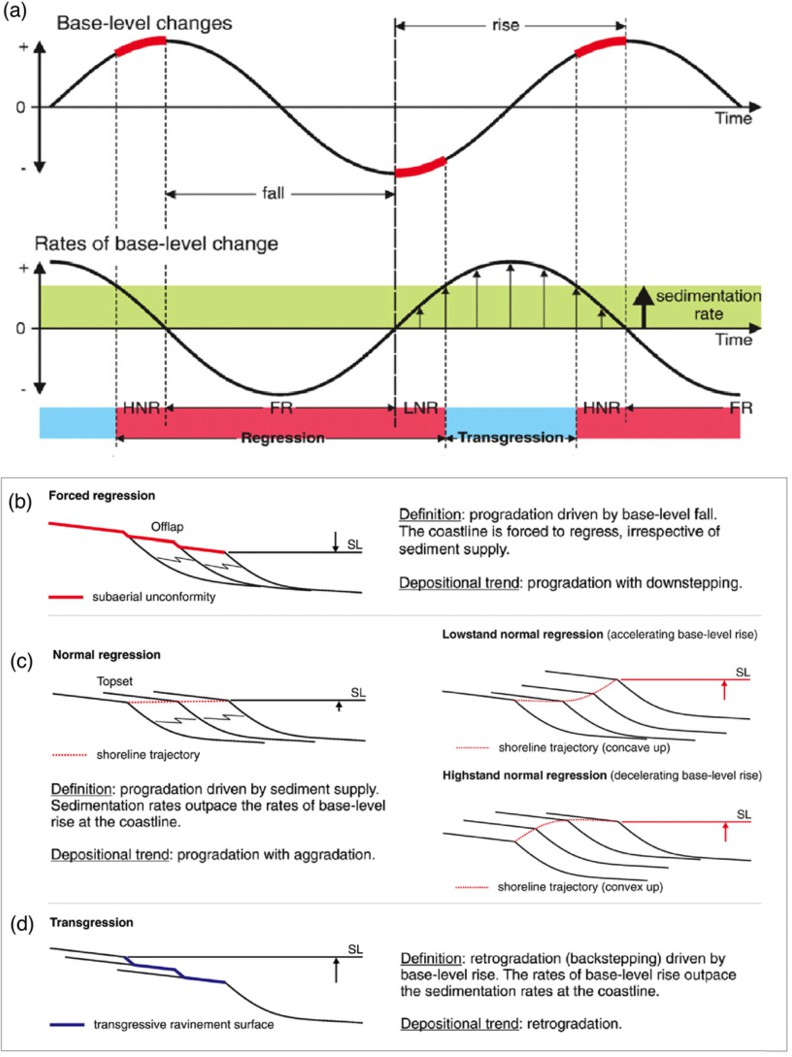 (a)
Base-level changes
rise
+
0
-
Time
fall
Rates of base-level change
+
0
-
sedimentation
rate
Time
HNR FR LNR HNR FR
Regression Transgression
(b)
Forced regression
Offlap
SL
subaerial unconformity
Definition: progradation driven by base-level fall.
The coastline is forced to regress, irrespective of
sediment supply.
Depositional trend: progradation with downstepping.
(c)
Normal regression
Topset
SL
shoreline trajectory
Definition: progradation driven by sediment supply.
Sedimentation rates outpace the rates of base-level
rise at the coastline.
Depositional trend: progradation with aggradation.
Lowstand normal regression (accelerating base-level rise)
SL
shoreline trajectory (concave up)
Highstand normal regression (decelerating base-level rise)
SL
shoreline trajectory (convex up)
(d)
Transgression
SL
transgressive ravinement surface
Definition: retrogradation (backstepping) driven by
base-level rise. The rates of base-level rise outpace
the sedimentation rates at the coastline.
Depositional trend: retrogradation.